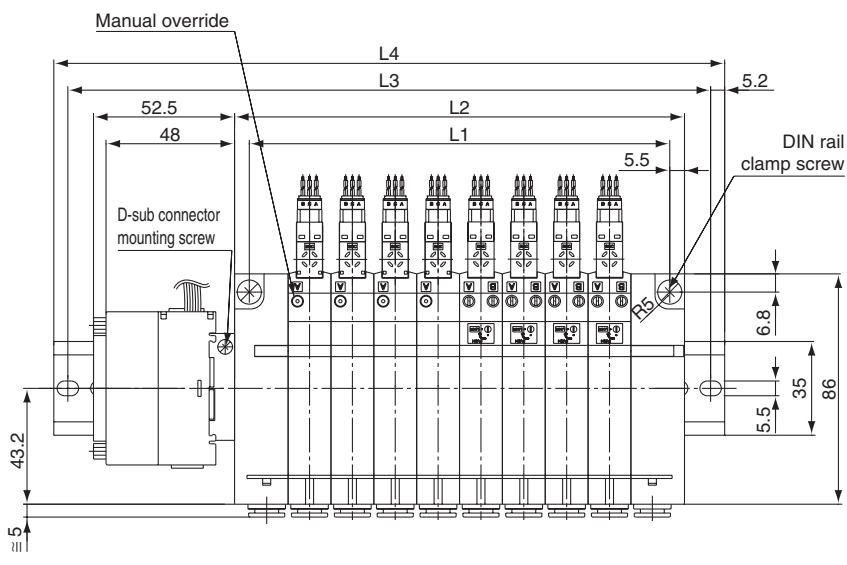 Manual override
L4
L3
5.2
52.5
L2
48
L1
DIN rail
clamp screw
5.5
D-sub connector
mounting screw
B A
B A
B A
B A
B A
B A
B A
B A
A
A
A
A
A B
A B
A B
A B
R5
6.8
43.2
5.5
35
86
≅ 5